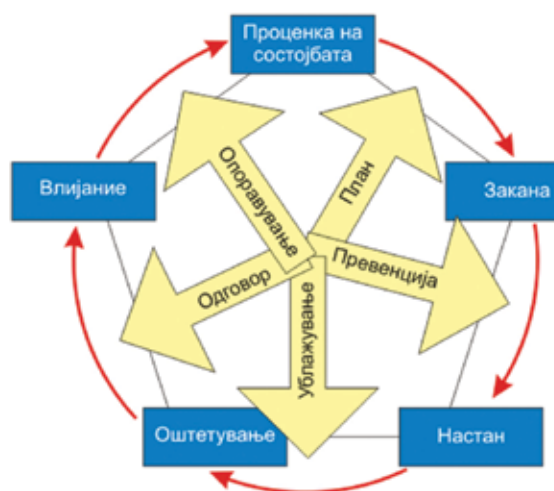 Проценка на
состојбата
Опоравување
План
Влијание
Закана
Превенција
Одговор
Ублажување
Оштетување
Настан